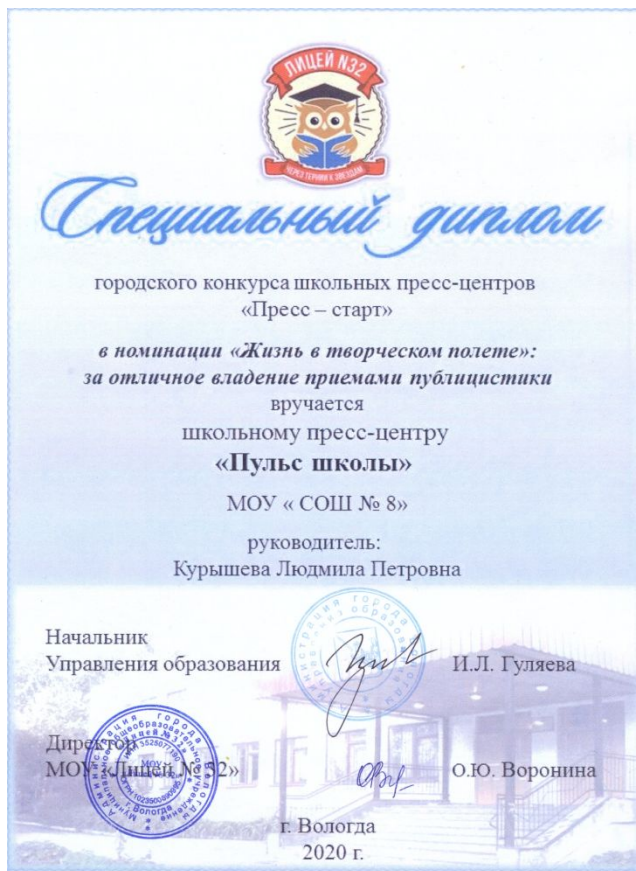 ЛИЦЕЙ №32
ЧЕРЕЗ ТЕРНИИ К ЗВЕЗДАМ
Специальный диплом
городского конкурса школьных пресс-центров
«Пресс – старт»
в номинации «Жизнь в творческом полете»:
за отличное владение приемами публицистики
вручается
школьному пресс-центру
«Пульс школы»
МОУ « СОШ № 8»
руководитель:
Курышева Людмила Петровна
Начальник
Управления образования
И.Л. Гуляева
Директор
МОУ «Лицей № 32»
О.Ю. Воронина
г. Вологда
2020 г.